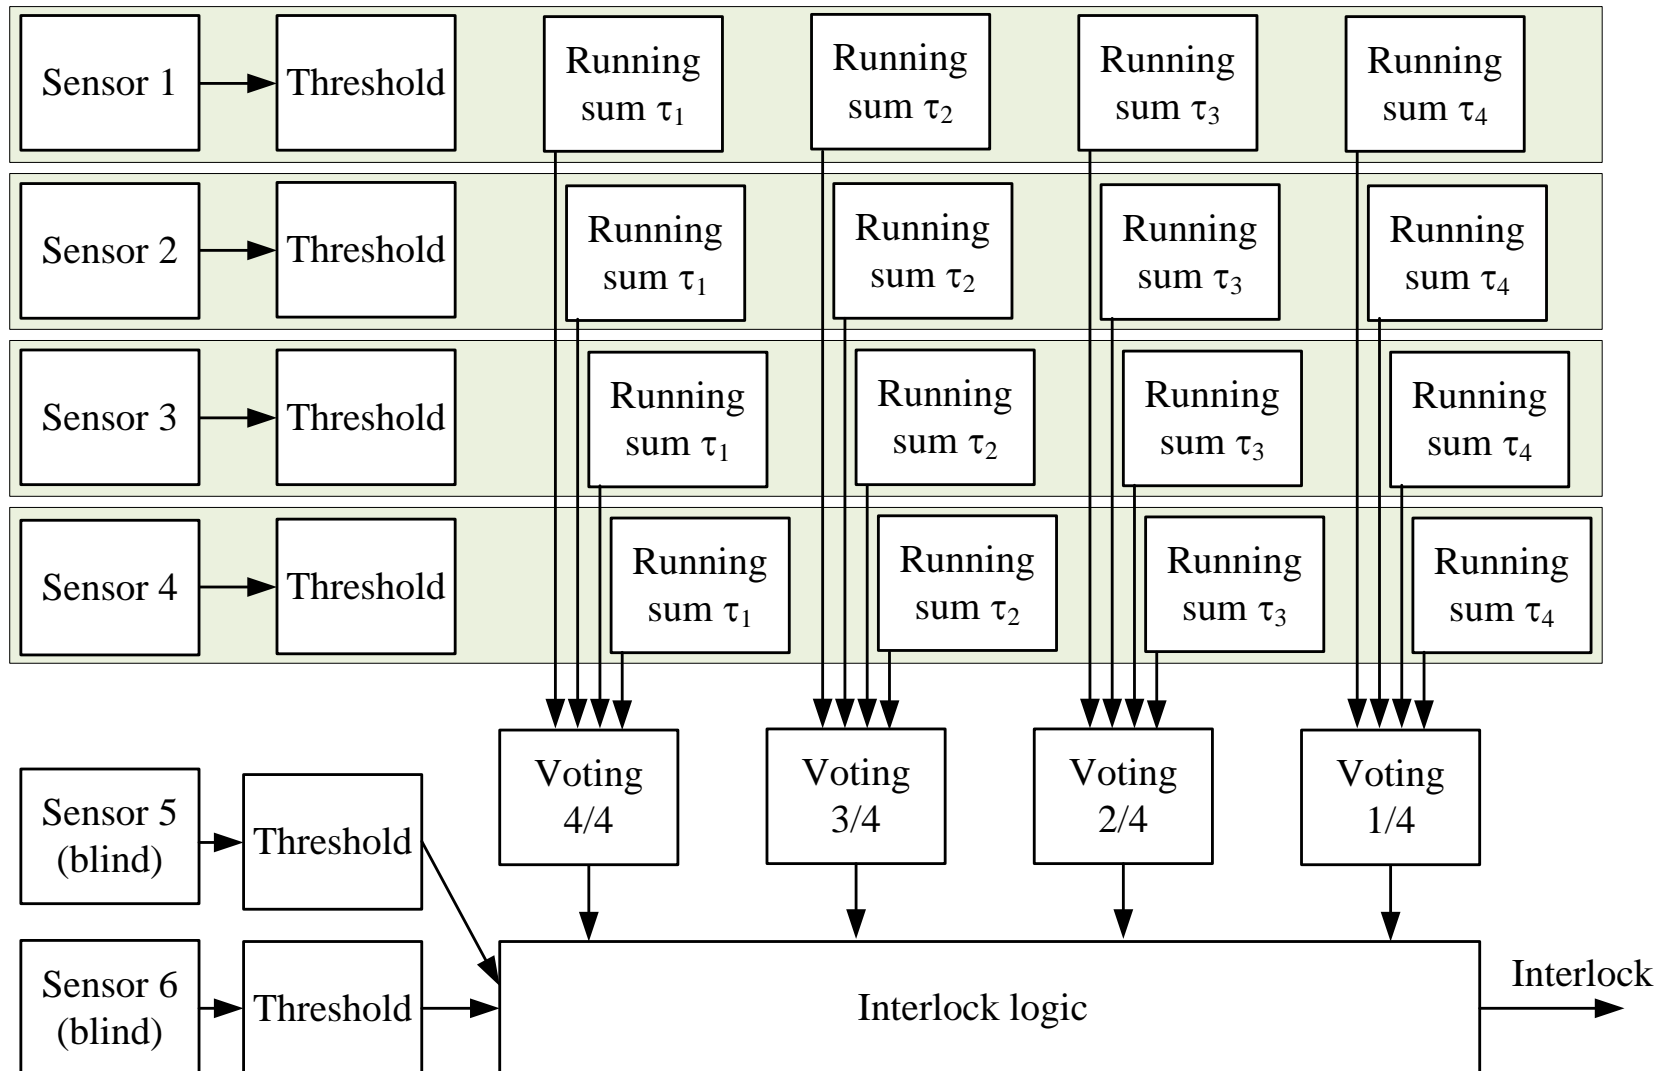 Sensor 1
Threshold
Running
sum τ₁
Running
sum τ₂
Running
sum τ₃
Running
sum τ₄
Sensor 2
Threshold
Running
sum τ₁
Running
sum τ₂
Running
sum τ₃
Running
sum τ₄
Sensor 3
Threshold
Running
sum τ₁
Running
sum τ₂
Running
sum τ₃
Running
sum τ₄
Sensor 4
Threshold
Running
sum τ₁
Running
sum τ₂
Running
sum τ₃
Running
sum τ₄
Voting
4/4
Voting
3/4
Voting
2/4
Voting
1/4
Sensor 5
(blind)
Threshold
Sensor 6
(blind)
Threshold
Interlock logic
Interlock